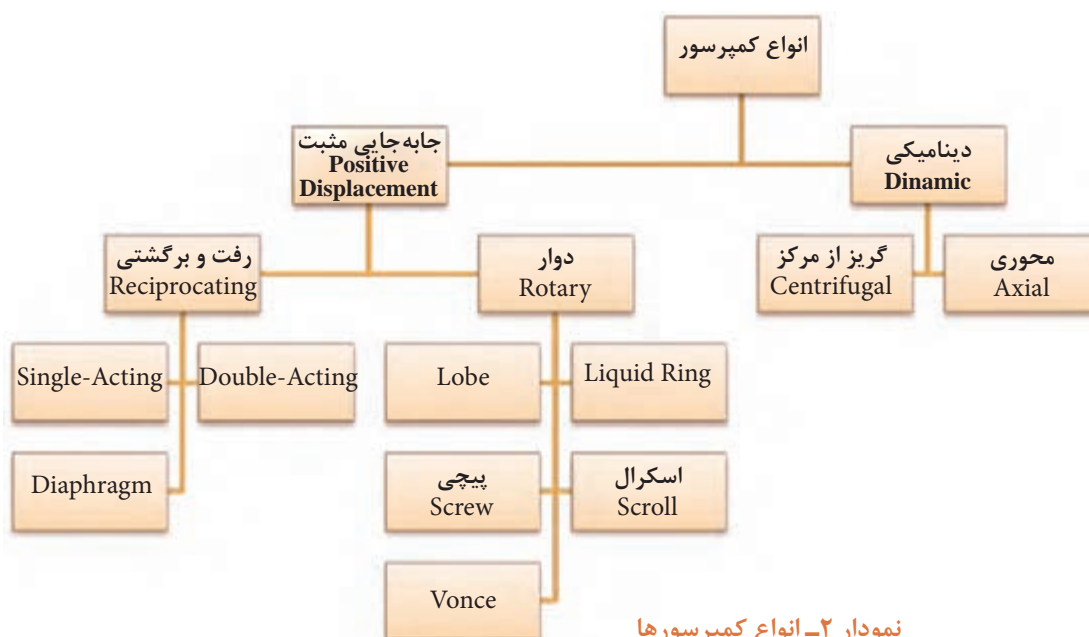 انواع کمپرسور
جابه‌جایی مثبت
Positive
Displacement
دینامیکی
Dinamic
رفت و برگشتی
Reciprocating
دوار
Rotary
گریز از مرکز
Centrifugal
محوری
Axial
Single-Acting
Double-Acting
Lobe
Liquid Ring
Diaphragm
پیچی
Screw
اسکرال
Scroll
Vonce
نمودار ۲ـ انواع کمپرسورها